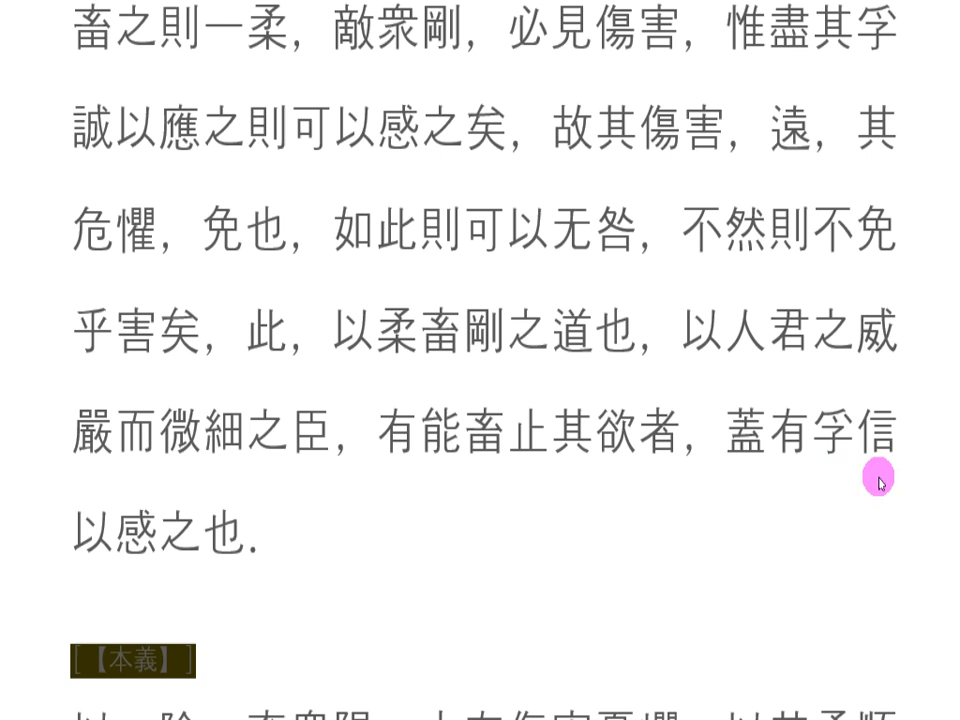 畜之則一柔, 敵衆剛, 必見傷害, 惟盡其孚
誠以應之則可以感之矣, 故其傷害, 遠, 其
危懼, 免也, 如此則可以无咎, 不然則不免
乎害矣, 此, 以柔畜剛之道也, 以人君之威
嚴而微細之臣, 有能畜止其欲者, 蓋有孚信
以感之也.
[【本義】]